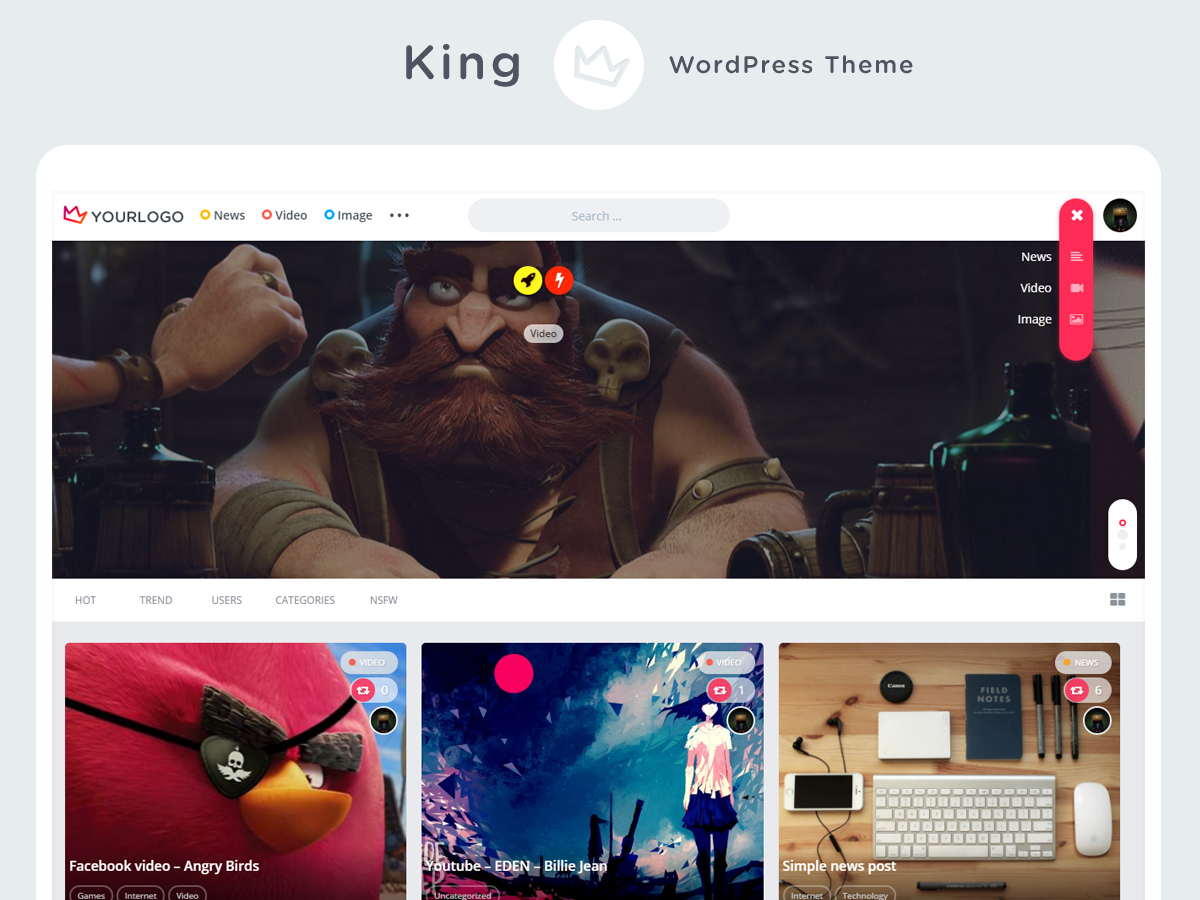 King
WordPress Theme
YOURLOGO
News
Video
Image
Search ...
News
Video
Image
Video
HOT
TREND
USERS
CATEGORIES
NSFW
VIDEO
0
Facebook video – Angry Birds
Games
Internet
Video
VIDEO
1
Youtube – EDEN – Billie Jean
Uncategorized
NEWS
6
Canon
FIELD
NOTES
Simple news post
Internet
Technology